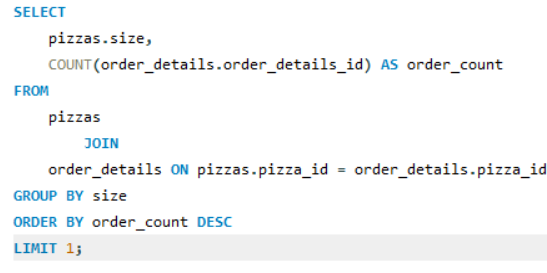 SELECT
pizzas.size,
COUNT(order_details.order_details_id) AS order_count
FROM
pizzas
JOIN
order_details ON pizzas.pizza_id = order_details.pizza_id
GROUP BY size
ORDER BY order_count DESC
LIMIT 1;